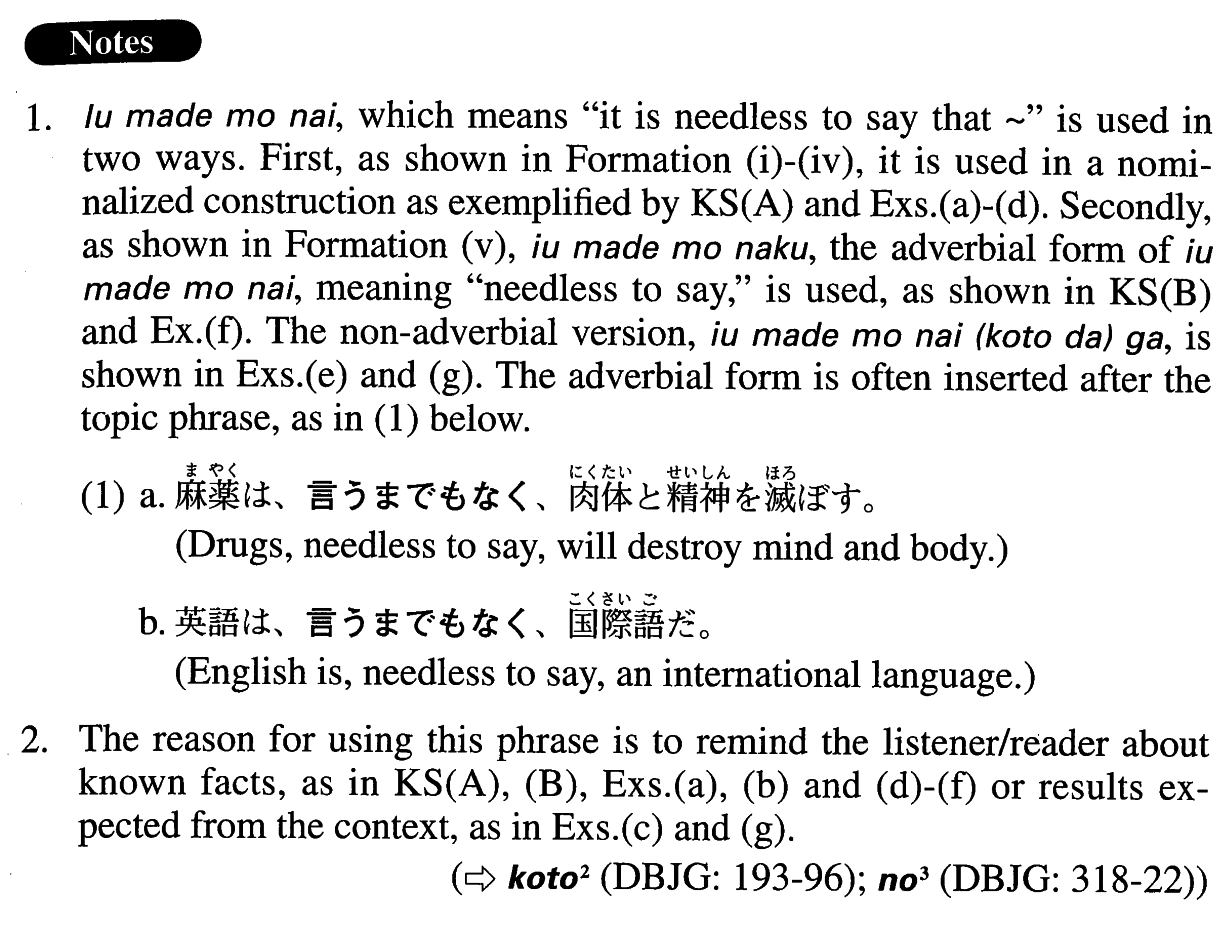 Notes
1. Iu made mo nai, which means “it is needless to say that ~” is used in
two ways. First, as shown in Formation (i)-(iv), it is used in a nomi-
nalized construction as exemplified by KS(A) and Exs.(a)-(d). Secondly,
as shown in Formation (v), iu made mo naku, the adverbial form of iu
made mo nai, meaning “needless to say,” is used, as shown in KS(B)
and Ex.(f). The non-adverbial version, iu made mo nai (koto da) ga, is
shown in Exs.(e) and (g). The adverbial form is often inserted after the
topic phrase, as in (1) below.
まやく にくたい せいしん ほろ
(1) a. 麻薬は、言うまでもなく、肉体と精神を滅ぼす。
(Drugs, needless to say, will destroy mind and body.)
こくさいご
b. 英語は、言うまでもなく、国際語だ。
(English is, needless to say, an international language.)
2. The reason for using this phrase is to remind the listener/reader about
known facts, as in KS(A), (B), Exs.(a), (b) and (d)-(f) or results ex-
pected from the context, as in Exs.(c) and (g).
(⇨ koto² (DBJG: 193-96); no³ (DBJG: 318-22))